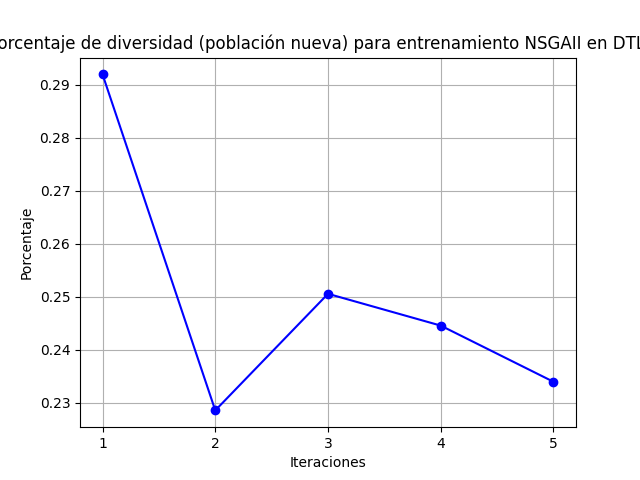 orcentaje de diversidad (población nueva) para entrenamiento NSGAII en DTL
0.29
0.28
0.27
0.26
0.25
0.24
0.23
Porcentaje
1 2 3 4 5
Iteraciones